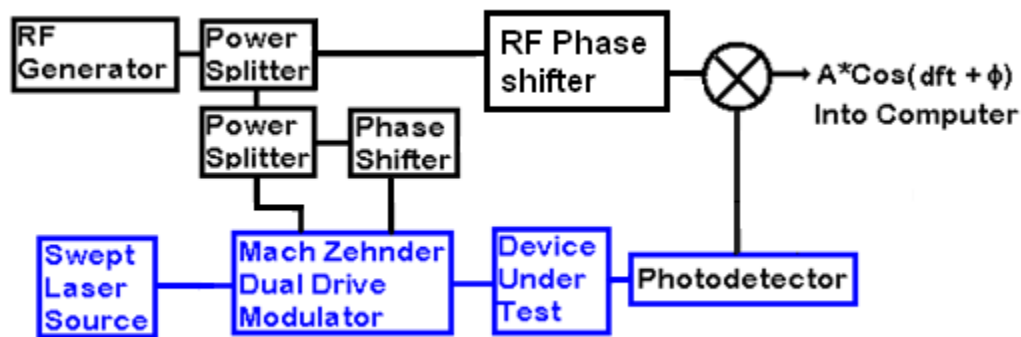 RF
Generator
Power
Splitter
RF Phase
shifter
A*Cos(dft + ϕ)
Into Computer
Power
Splitter
Phase
Shifter
Swept
Laser
Source
Mach Zehnder
Dual Drive
Modulator
Device
Under
Test
Photodetector